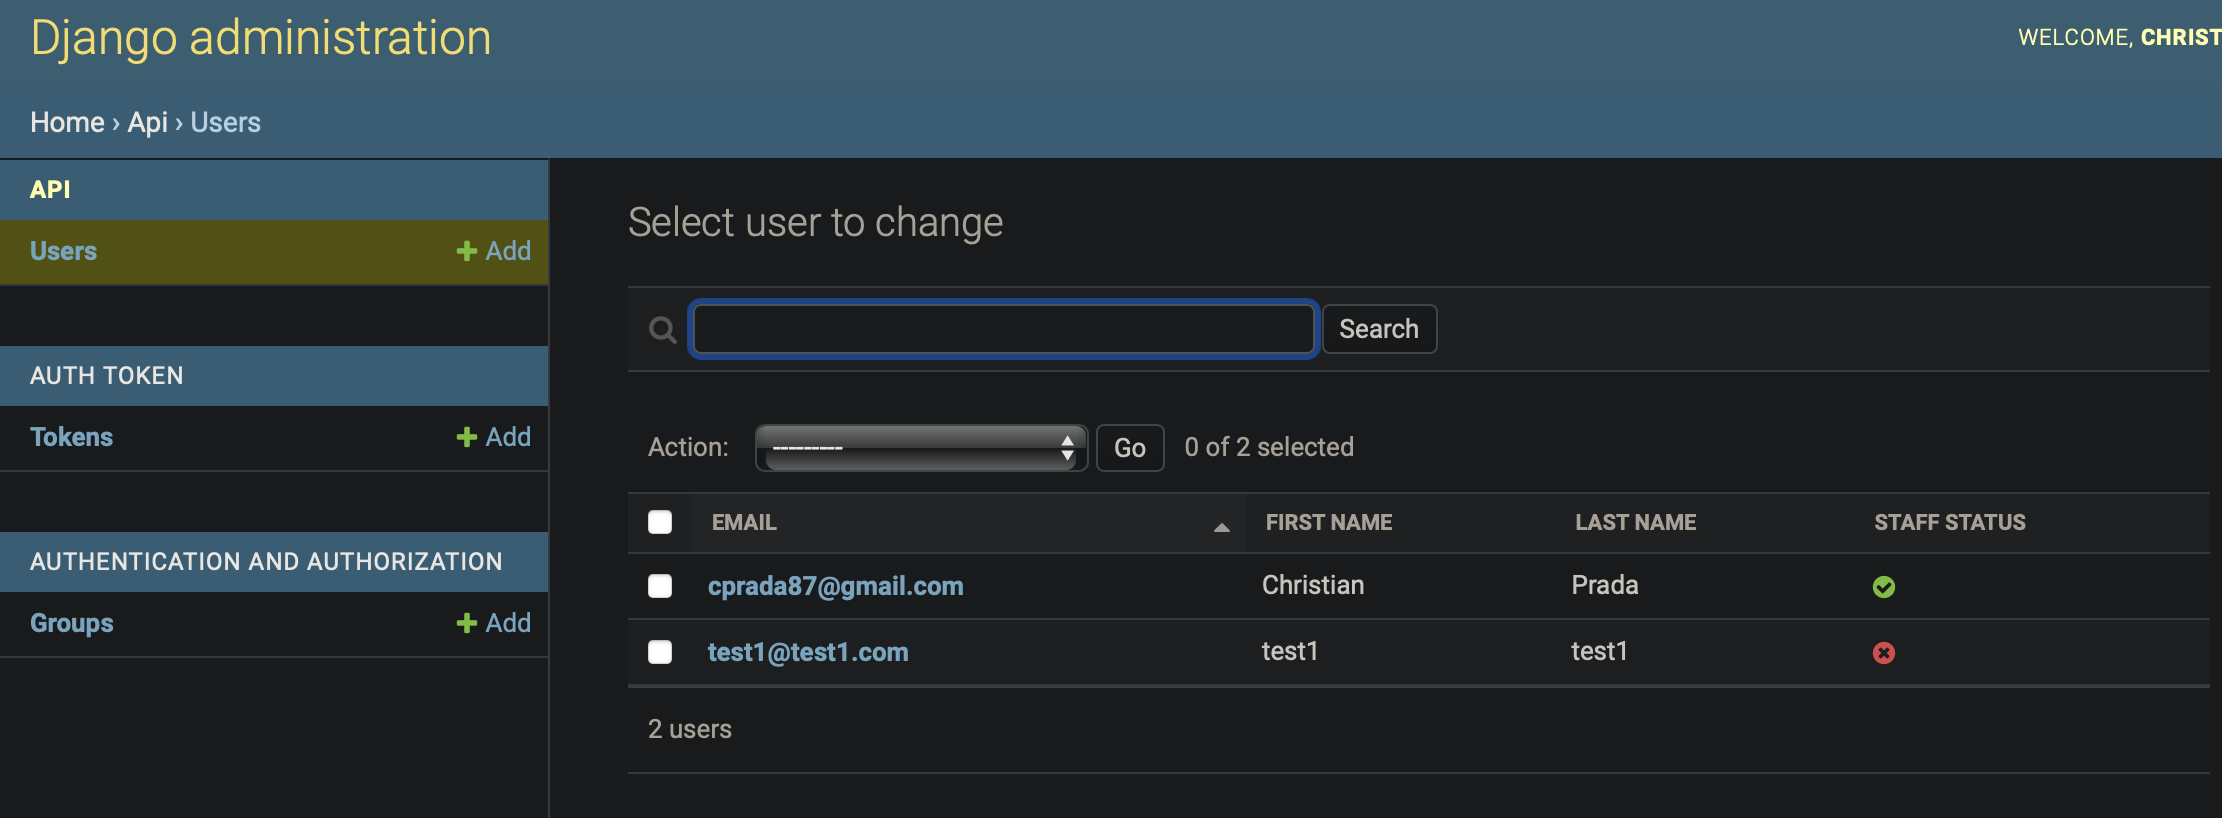 Django administration
WELCOME, CHRIST
Home › Api › Users
API
Users
Add
AUTH TOKEN
Tokens
Add
AUTHENTICATION AND AUTHORIZATION
Groups
Add
Select user to change
Search
Action: --------- Go 0 of 2 selected
EMAIL FIRST NAME LAST NAME STAFF STATUS
cprada87@gmail.com Christian Prada
test1@test1.com test1 test1
2 users